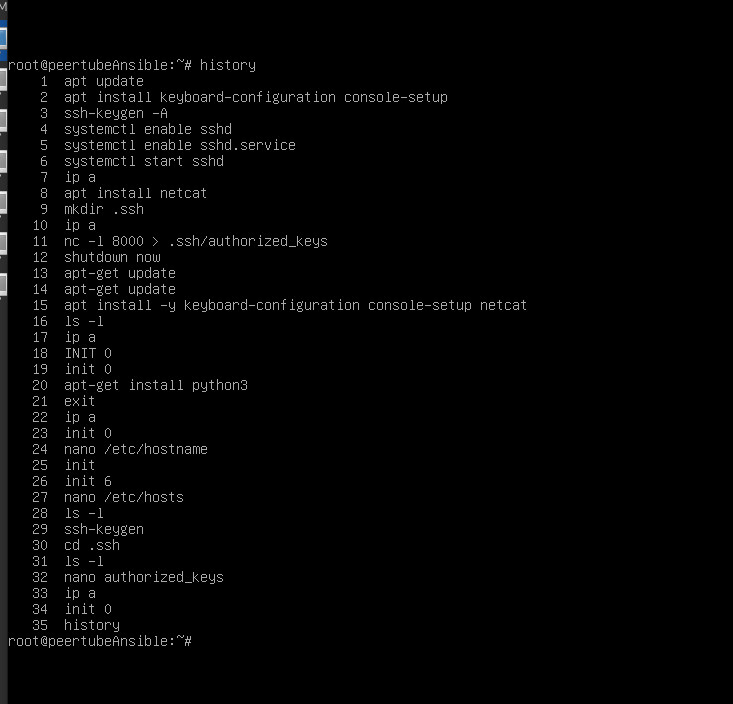 root@peertubeAnsible:~# history
1 apt update
2 apt install keyboard-configuration console-setup
3 ssh-keygen -A
4 systemctl enable sshd
5 systemctl enable sshd.service
6 systemctl start sshd
7 ip a
8 apt install netcat
9 mkdir .ssh
10 ip a
11 nc -l 8000 > .ssh/authorized_keys
12 shutdown now
13 apt-get update
14 apt-get update
15 apt install -y keyboard-configuration console-setup netcat
16 ls -l
17 ip a
18 INIT 0
19 init 0
20 apt-get install python3
21 exit
22 ip a
23 init 0
24 nano /etc/hostname
25 init
26 init 6
27 nano /etc/hosts
28 ls -l
29 ssh-keygen
30 cd .ssh
31 ls -l
32 nano authorized_keys
33 ip a
34 init 0
35 history
root@peertubeAnsible:~#